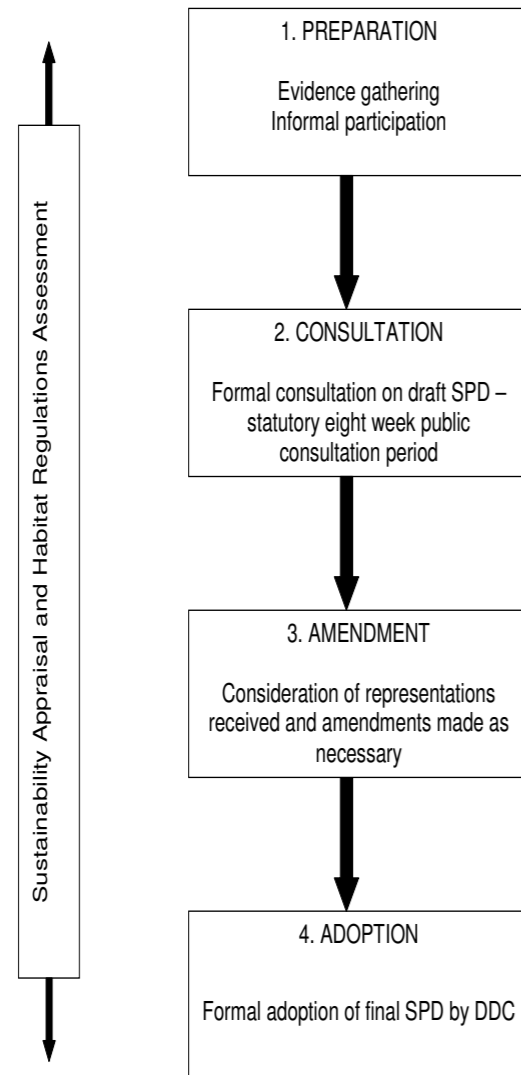 1. PREPARATION
Evidence gathering
Informal participation
2. CONSULTATION
Formal consultation on draft SPD –
statutory eight week public
consultation period
3. AMENDMENT
Consideration of representations
received and amendments made as
necessary
4. ADOPTION
Formal adoption of final SPD by DDC
Sustainability Appraisal and Habitat Regulations Assessment